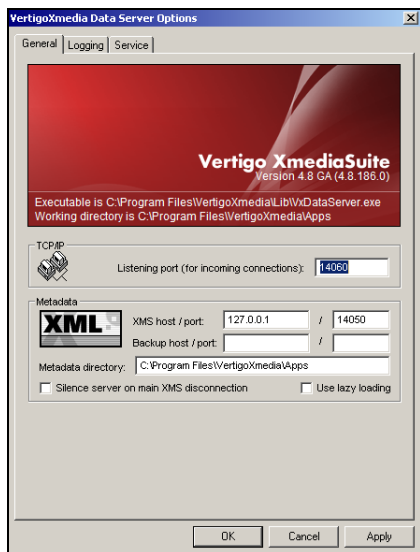 VertigoXmedia Data Server Options
General Logging Service
Vertigo XmediaSuite
Version 4.8 GA (4.8.186.0)
Executable is C:\Program Files\VertigoXmedia\Lib\VxDataServer.exe
Working directory is C:\Program Files\VertigoXmedia\Apps
TCP/IP
Listening port (for incoming connections): 14060
Metadata
XML
XMS host / port: 127.0.0.1 / 14050
Backup host / port: /
Metadata directory: C:\Program Files\VertigoXmedia\Apps
Silence server on main XMS disconnection Use lazy loading
OK Cancel Apply